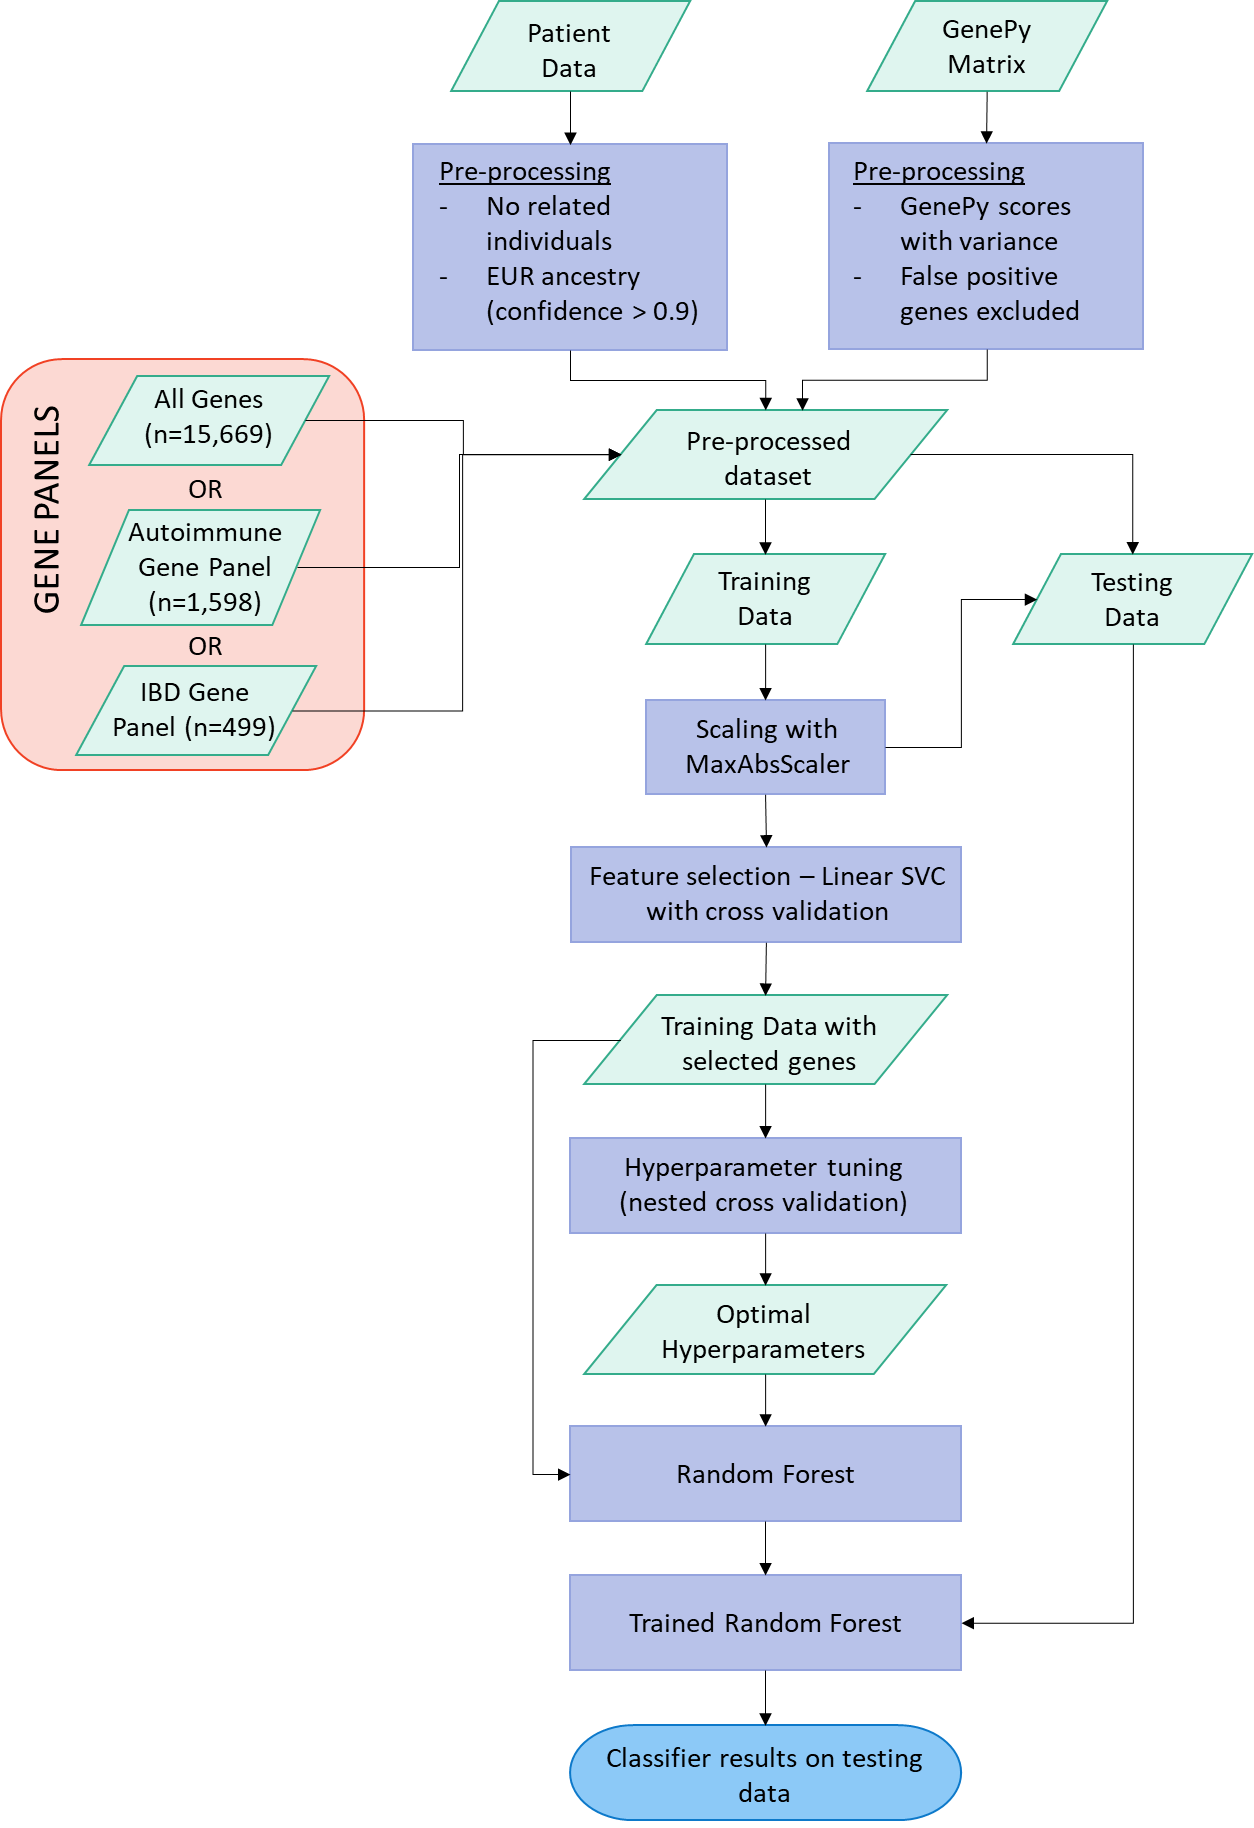 Patient
Data
GenePy
Matrix
Pre-processing
- No related
individuals
- EUR ancestry
(confidence > 0.9)
Pre-processing
- GenePy scores
with variance
- False positive
genes excluded
GENE PANELS
All Genes
(n=15,669)
OR
Autoimmune
Gene Panel
(n=1,598)
OR
IBD Gene
Panel (n=499)
Pre-processed
dataset
Training
Data
Testing
Data
Scaling with
MaxAbsScaler
Feature selection – Linear SVC
with cross validation
Training Data with
selected genes
Hyperparameter tuning
(nested cross validation)
Optimal
Hyperparameters
Random Forest
Trained Random Forest
Classifier results on testing
data